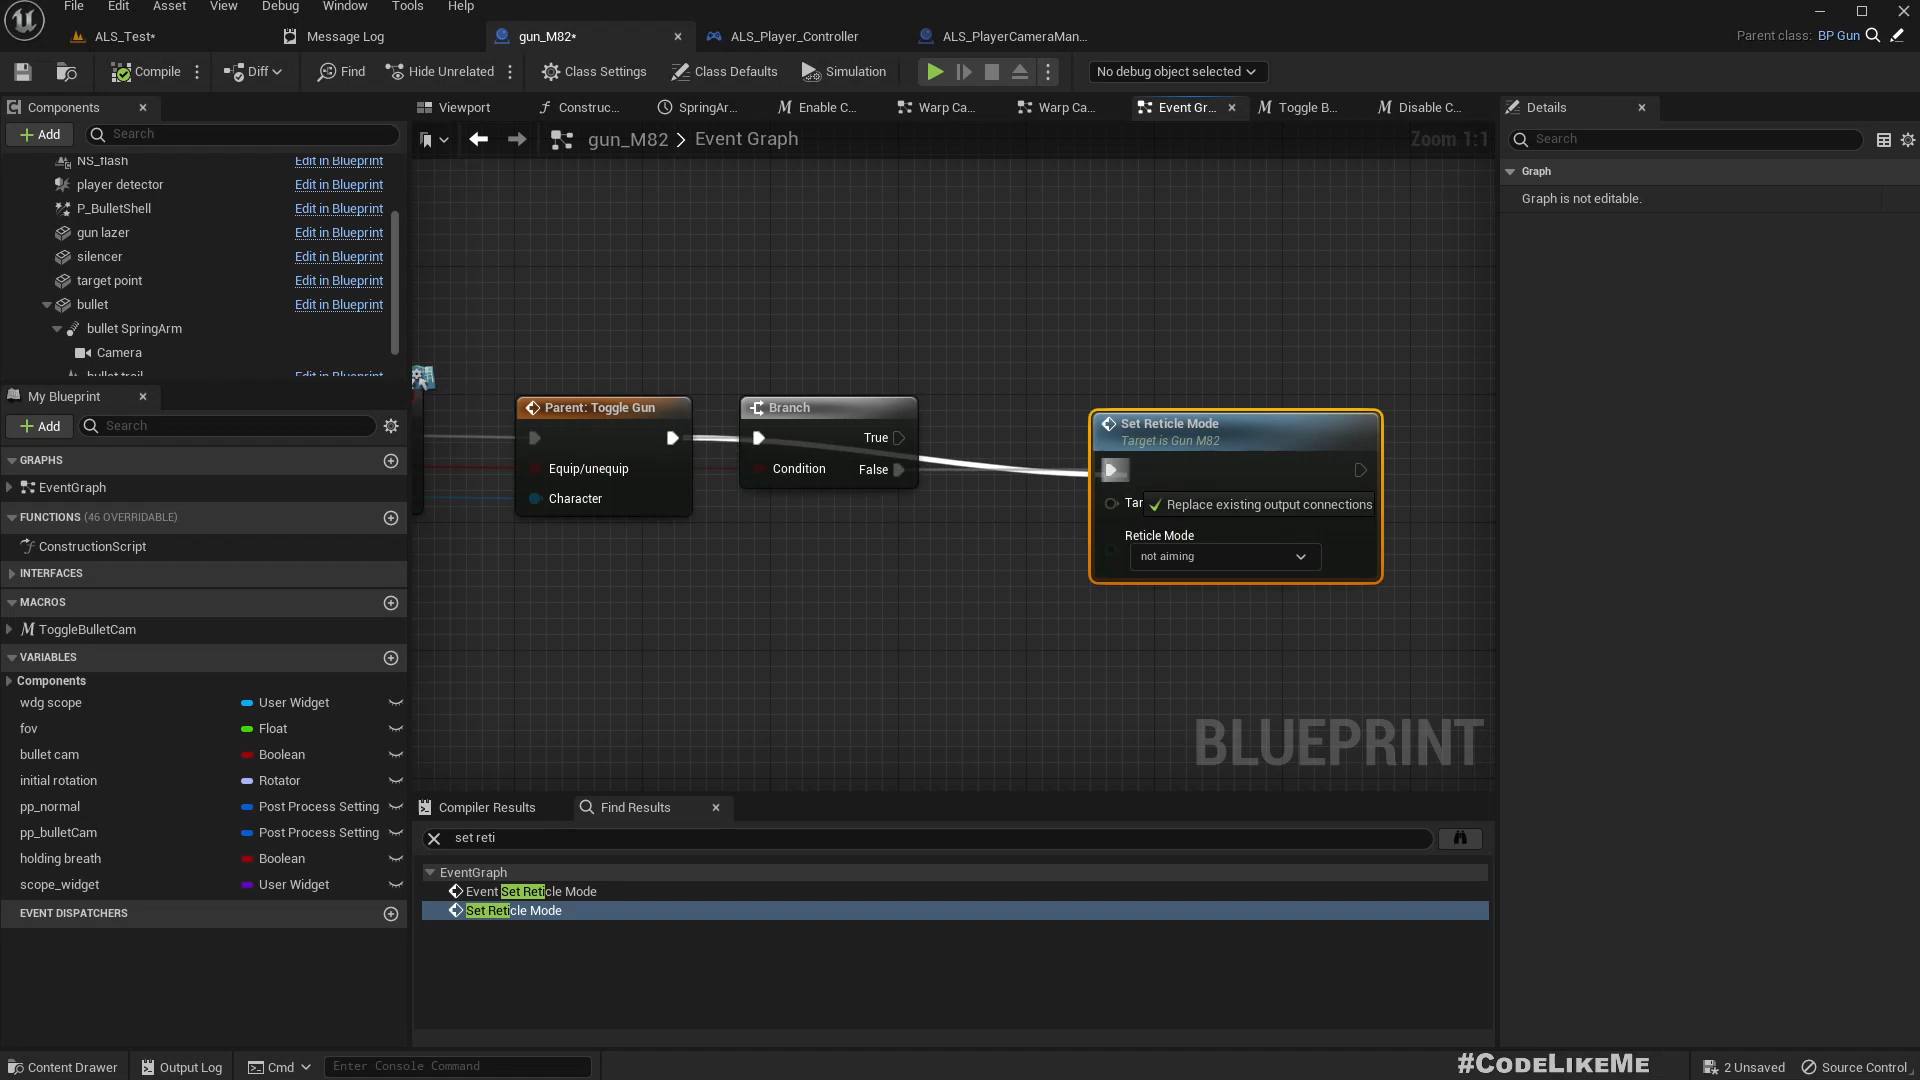 File Edit Asset View Debug Window Tools Help
ALS_Test* Message Log gun_M82* ALS_Player_Controller ALS_PlayerCameraMan... Parent class: BP Gun
Compile Diff Find Hide Unrelated Class Settings Class Defaults Simulation No debug object selected
Components Viewport Construc... SpringAr... Enable C... Warp Ca... Warp Ca... Event Gr... Toggle B... Disable C... Details
Add Search gun_M82 > Event Graph Zoom 1:1 Search
NS_flash Edit in Blueprint
player detector Edit in Blueprint
P_BulletShell Edit in Blueprint
gun lazer Edit in Blueprint
silencer Edit in Blueprint
target point Edit in Blueprint
bullet Edit in Blueprint
bullet SpringArm
Camera
bullet trail Edit in Blueprint
Graph
Graph is not editable.
My Blueprint
Add Search
GRAPHS
EventGraph
FUNCTIONS (46 OVERRIDABLE)
ConstructionScript
INTERFACES
MACROS
ToggleBulletCam
VARIABLES
Components
wdg scope User Widget
fov Float
bullet cam Boolean
initial rotation Rotator
pp_normal Post Process Setting
pp_bulletCam Post Process Setting
holding breath Boolean
scope_widget User Widget
EVENT DISPATCHERS
Parent: Toggle Gun
Equip/unequip
Character
Branch
True
Condition False
Set Reticle Mode
Target is Gun M82
Tar Replace existing output connections
Reticle Mode
not aiming
BLUEPRINT
Compiler Results Find Results
set reti
EventGraph
Event Set Reticle Mode
Set Reticle Mode
Content Drawer Output Log Cmd Enter Console Command #CODELIKEME 2 Unsaved Source Control